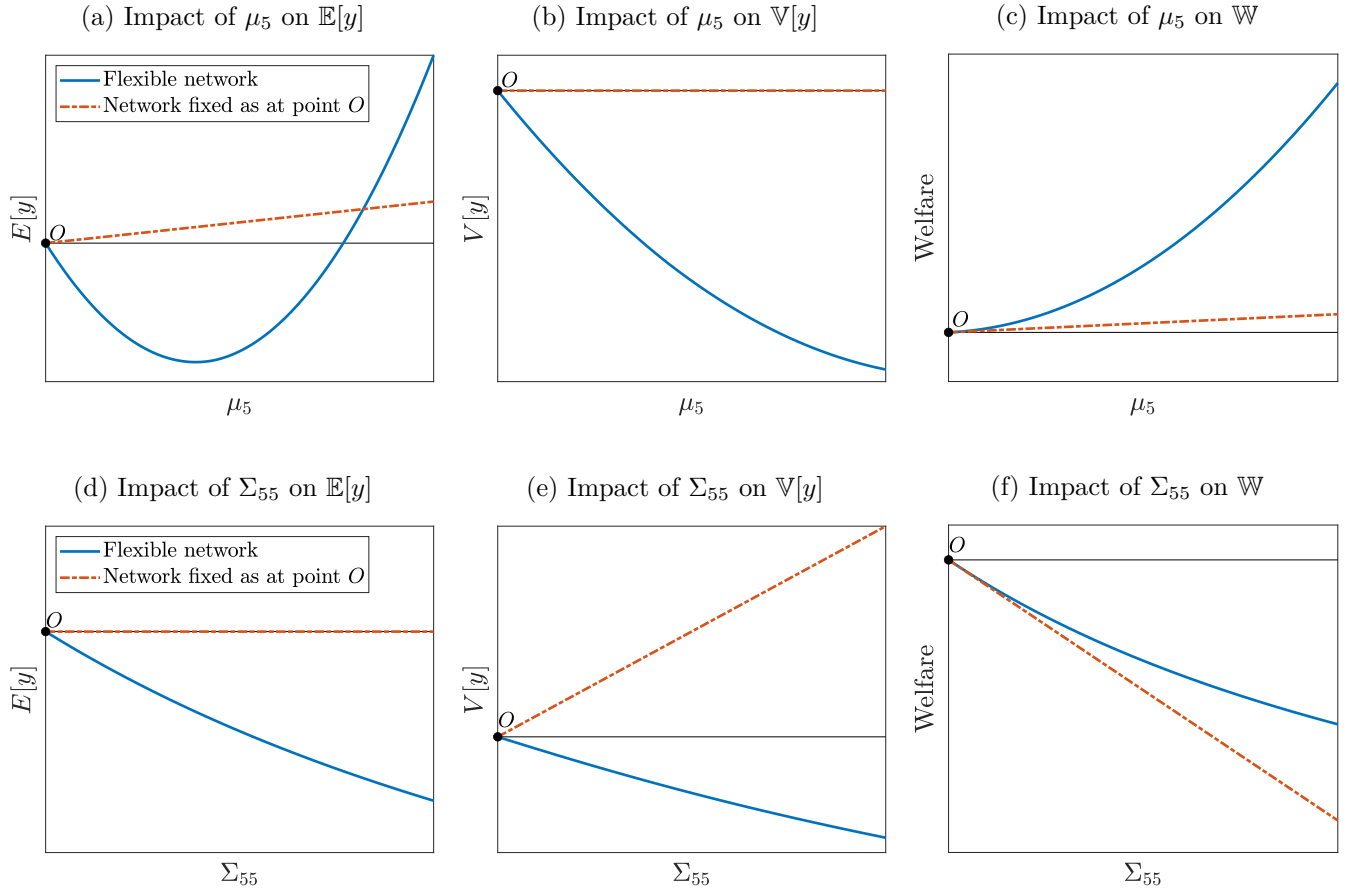 (a) Impact of μ₅ on 𝔼[y]
Flexible network
Network fixed as at point O
E[y]
O
μ₅
(b) Impact of μ₅ on 𝕍[y]
V[y]
O
μ₅
(c) Impact of μ₅ on 𝕎
Welfare
O
μ₅
(d) Impact of Σ₅₅ on 𝔼[y]
Flexible network
Network fixed as at point O
E[y]
O
Σ₅₅
(e) Impact of Σ₅₅ on 𝕍[y]
V[y]
O
Σ₅₅
(f) Impact of Σ₅₅ on 𝕎
Welfare
O
Σ₅₅